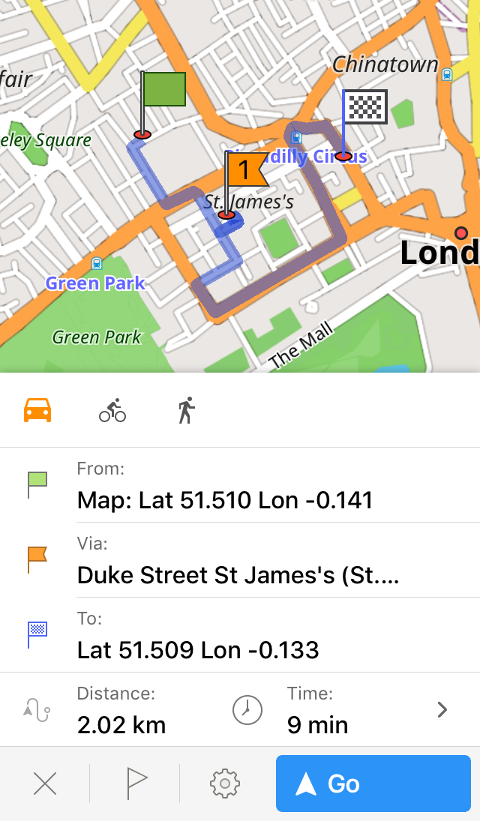 Chinatown
fair
eley Square
dilly Circus
1
St. James's
Lond
Green Park
Green Park
The Mall
From:
Map: Lat 51.510 Lon -0.141
Via:
Duke Street St James's (St....
To:
Lat 51.509 Lon -0.133
Distance:
Time:
2.02 km
9 min
Go